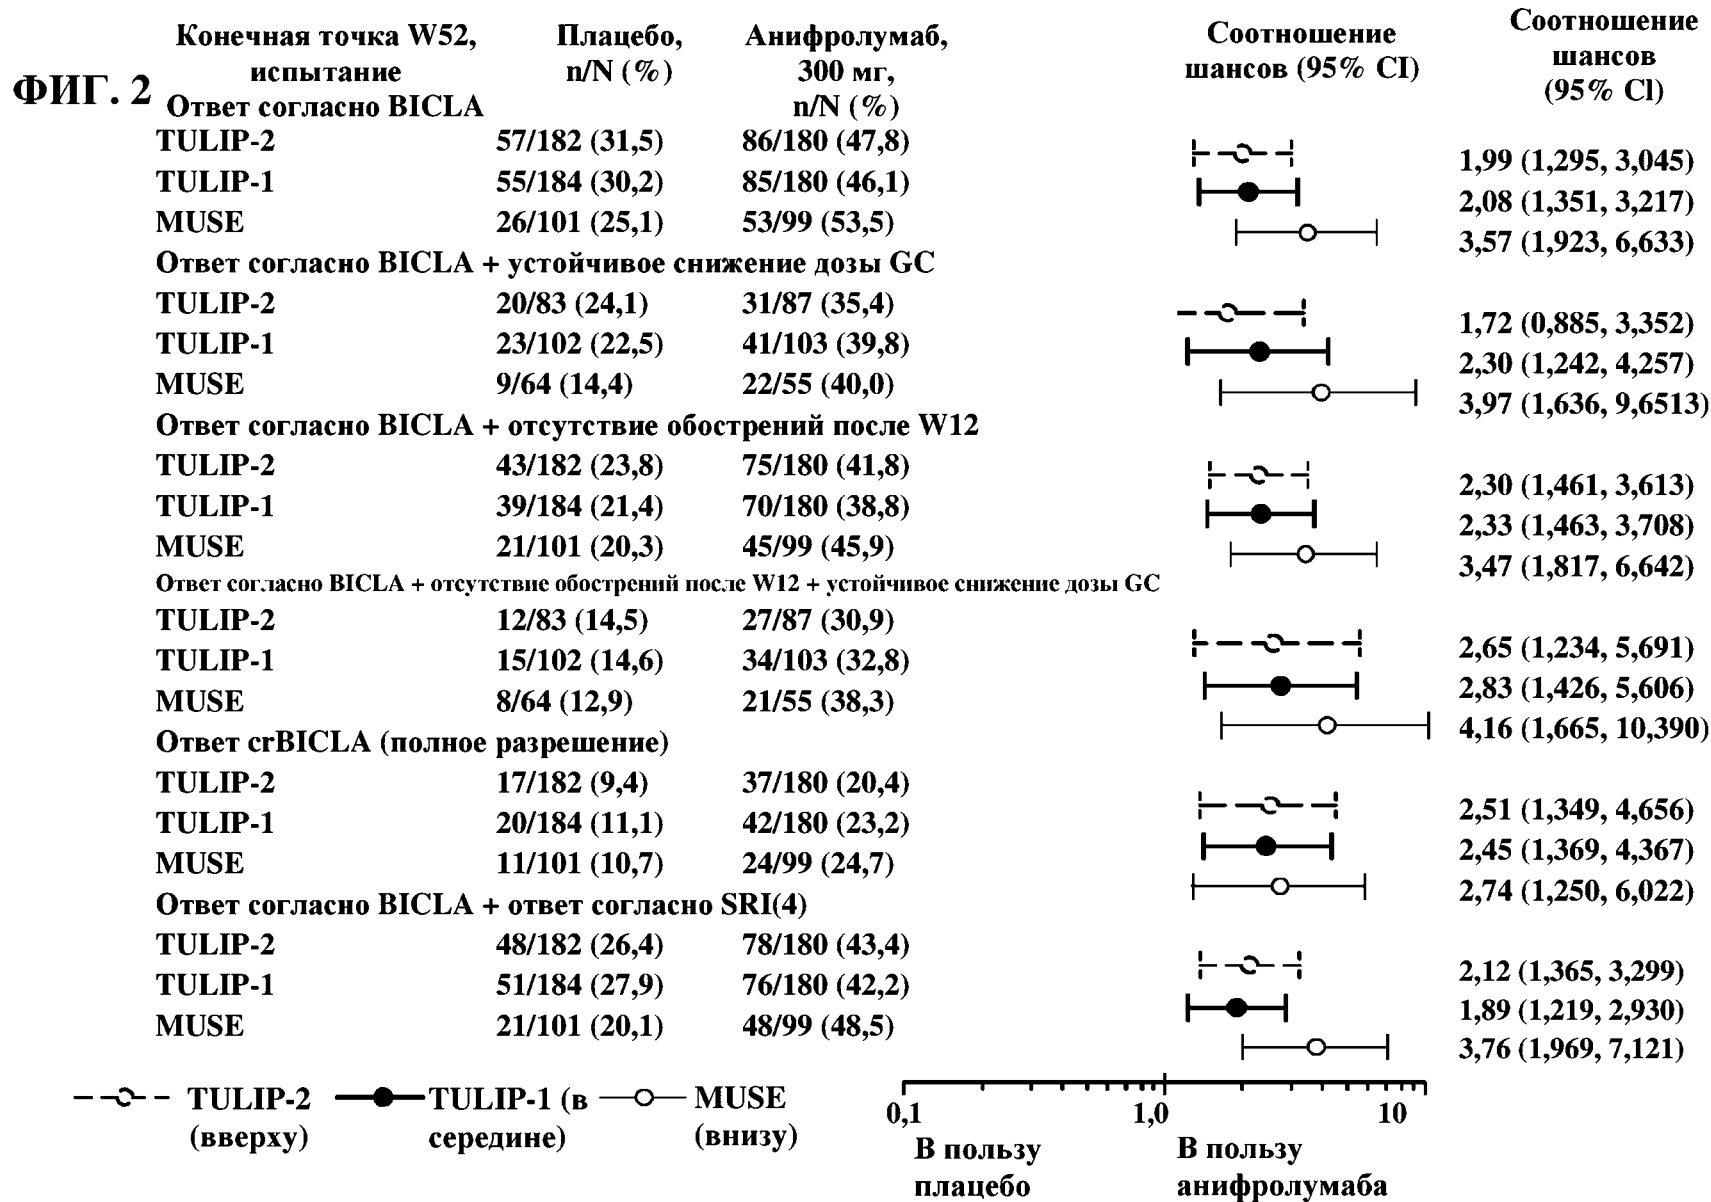 ФИГ. 2
Конечная точка W52, испытание Плацебо, n/N (%) Анифролумаб, 300 мг, n/N (%) Соотношение шансов (95% CI) Соотношение шансов (95% Cl)
Ответ согласно BICLA
TULIP-2 57/182 (31,5) 86/180 (47,8) 1,99 (1,295, 3,045)
TULIP-1 55/184 (30,2) 85/180 (46,1) 2,08 (1,351, 3,217)
MUSE 26/101 (25,1) 53/99 (53,5) 3,57 (1,923, 6,633)
Ответ согласно BICLA + устойчивое снижение дозы GC
TULIP-2 20/83 (24,1) 31/87 (35,4) 1,72 (0,885, 3,352)
TULIP-1 23/102 (22,5) 41/103 (39,8) 2,30 (1,242, 4,257)
MUSE 9/64 (14,4) 22/55 (40,0) 3,97 (1,636, 9,6513)
Ответ согласно BICLA + отсутствие обострений после W12
TULIP-2 43/182 (23,8) 75/180 (41,8) 2,30 (1,461, 3,613)
TULIP-1 39/184 (21,4) 70/180 (38,8) 2,33 (1,463, 3,708)
MUSE 21/101 (20,3) 45/99 (45,9) 3,47 (1,817, 6,642)
Ответ согласно BICLA + отсутствие обострений после W12 + устойчивое снижение дозы GC
TULIP-2 12/83 (14,5) 27/87 (30,9) 2,65 (1,234, 5,691)
TULIP-1 15/102 (14,6) 34/103 (32,8) 2,83 (1,426, 5,606)
MUSE 8/64 (12,9) 21/55 (38,3) 4,16 (1,665, 10,390)
Ответ crBICLA (полное разрешение)
TULIP-2 17/182 (9,4) 37/180 (20,4) 2,51 (1,349, 4,656)
TULIP-1 20/184 (11,1) 42/180 (23,2) 2,45 (1,369, 4,367)
MUSE 11/101 (10,7) 24/99 (24,7) 2,74 (1,250, 6,022)
Ответ согласно BICLA + ответ согласно SRI(4)
TULIP-2 48/182 (26,4) 78/180 (43,4) 2,12 (1,365, 3,299)
TULIP-1 51/184 (27,9) 76/180 (42,2) 1,89 (1,219, 2,930)
MUSE 21/101 (20,1) 48/99 (48,5) 3,76 (1,969, 7,121)
TULIP-2 (вверху) TULIP-1 (в середине) MUSE (внизу)
0,1 1,0 10
В пользу плацебо В пользу анифролумаба